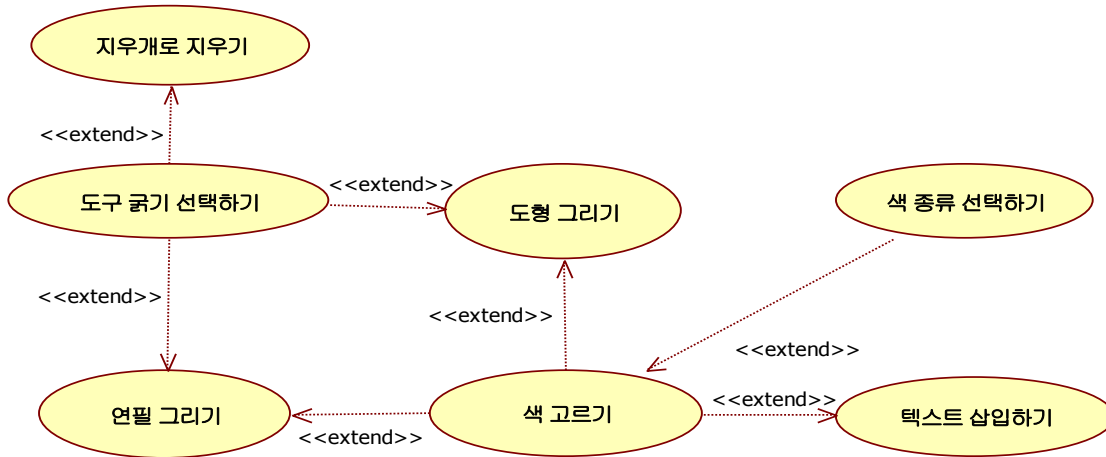 지우개로 지우기
<<extend>>
도구 굵기 선택하기
<<extend>>
도형 그리기
색 종류 선택하기
<<extend>>
<<extend>>
<<extend>>
연필 그리기
<<extend>>
색 고르기
<<extend>>
텍스트 삽입하기